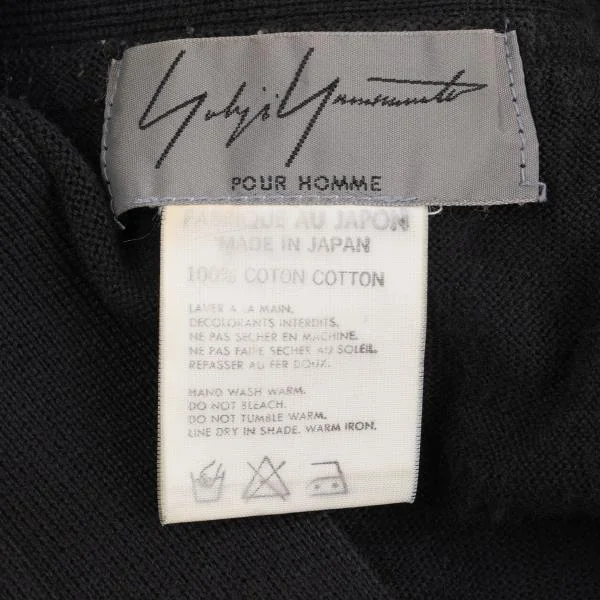 Yohji Yamamoto
POUR HOMME
FABRIQUÉ AU JAPON
MADE IN JAPAN
100% COTON COTTON
LAVER A LA MAIN.
DECOLORANTS INTERDITS.
NE PAS SECHER EN MACHINE.
NE PAS FAIRE SECHER AU SOLEIL.
REPASSER AU FER DOUX.
HAND WASH WARM.
DO NOT BLEACH.
DO NOT TUMBLE WARM.
LINE DRY IN SHADE. WARM IRON.